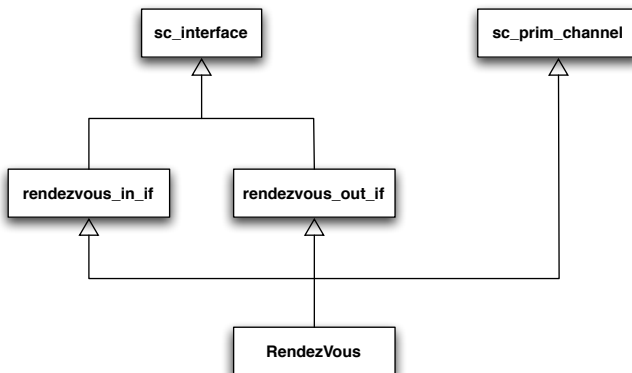 sc_interface
sc_prim_channel
rendezvous_in_if
rendezvous_out_if
RendezVous